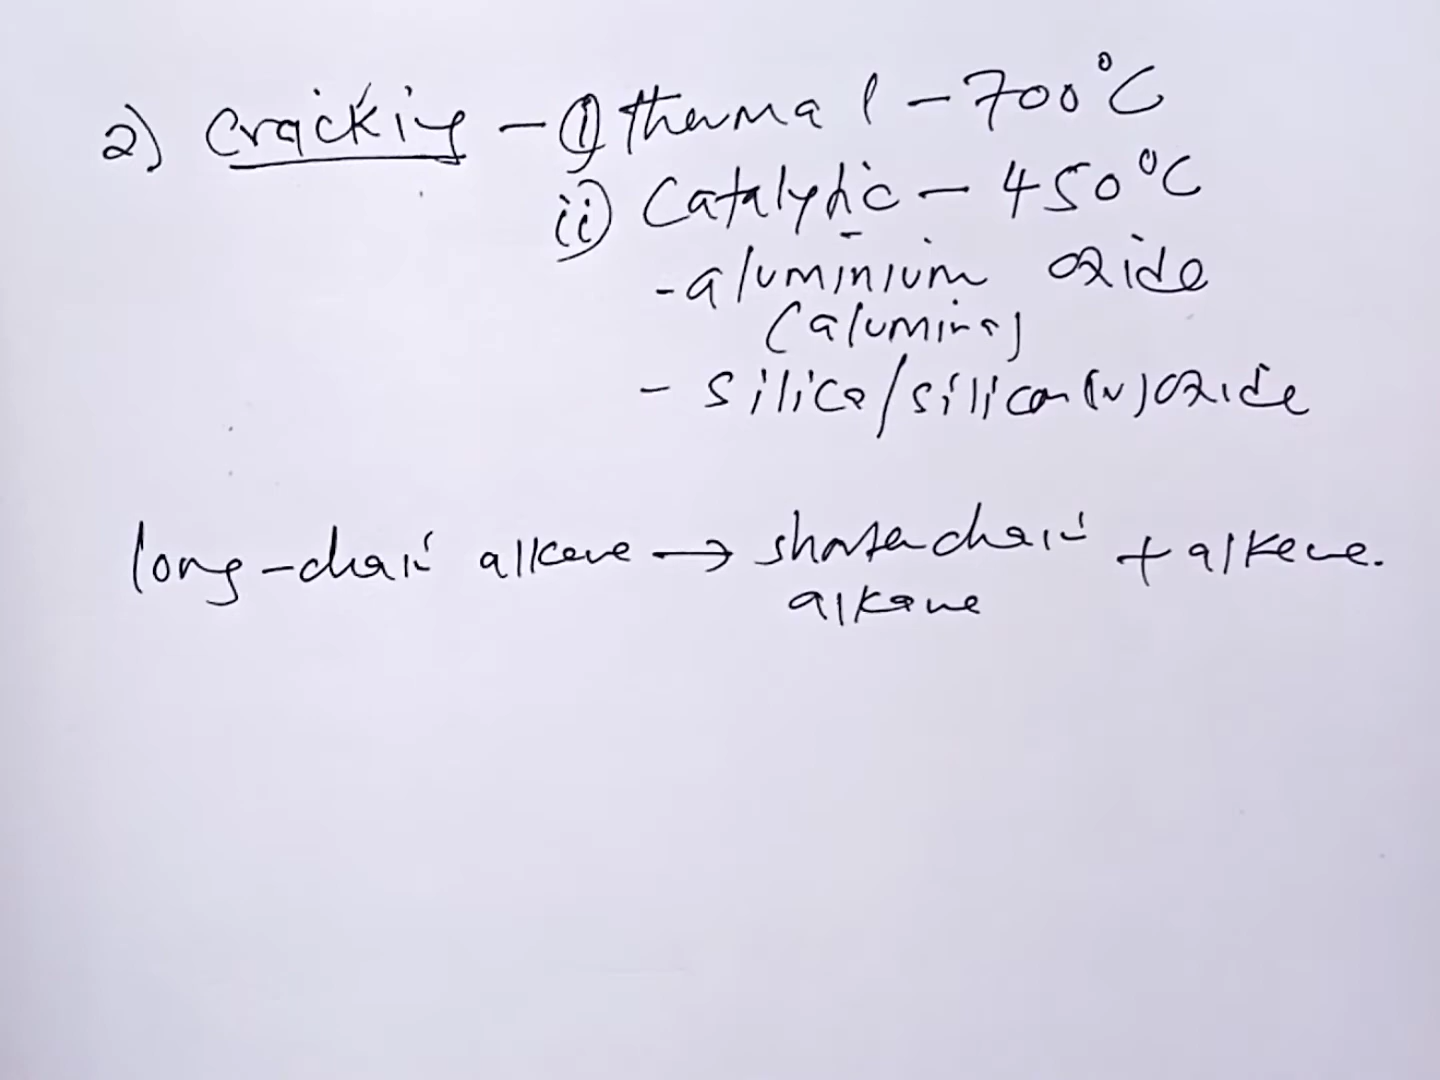 2) Cracking - (i) thermal - 700°C
(ii) Catalytic - 450°C
- aluminium oxide
(alumina)
- silica/silicon(iv)oxide
long-chain alkane → shorter chain + alkene.
alkane